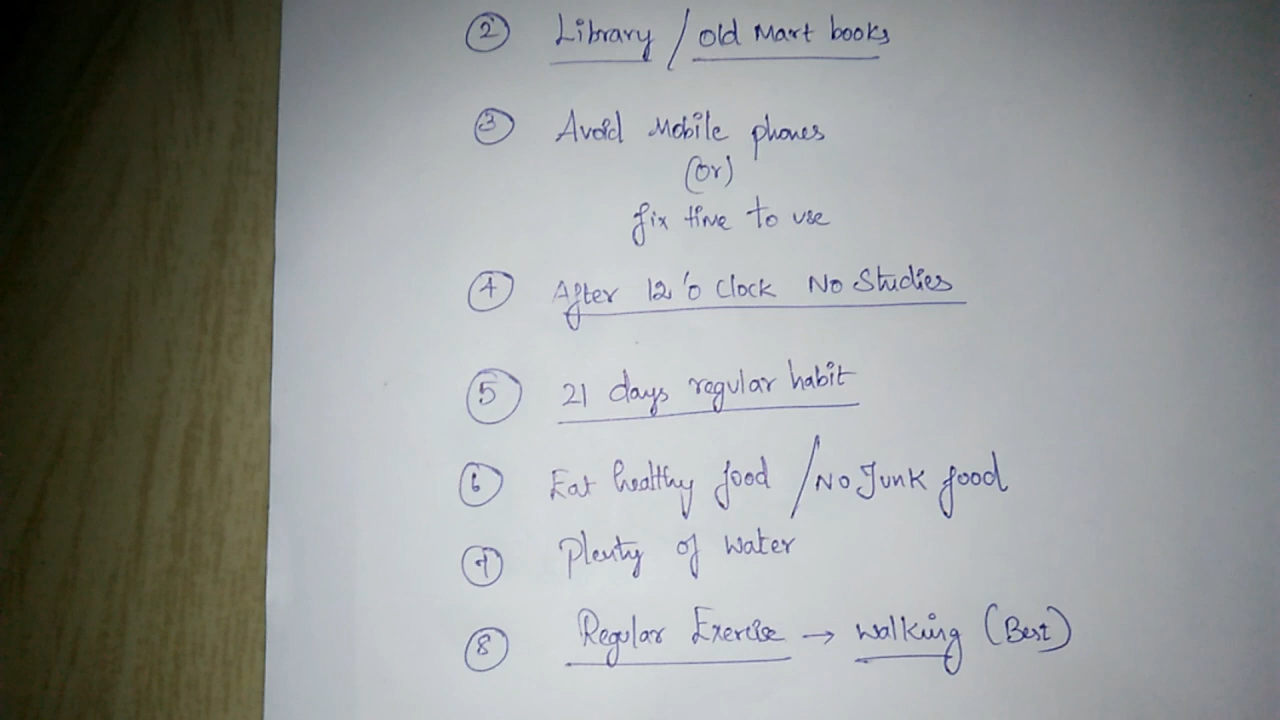 ② Library / old Mart books
③ Avoid Mobile phones
(or)
fix time to use
④ After 12 'o clock No Studies
⑤ 21 days regular habit
⑥ Eat healthy food / No Junk food
⑦ Plenty of water
⑧ Regular Exercise → walking (Best)